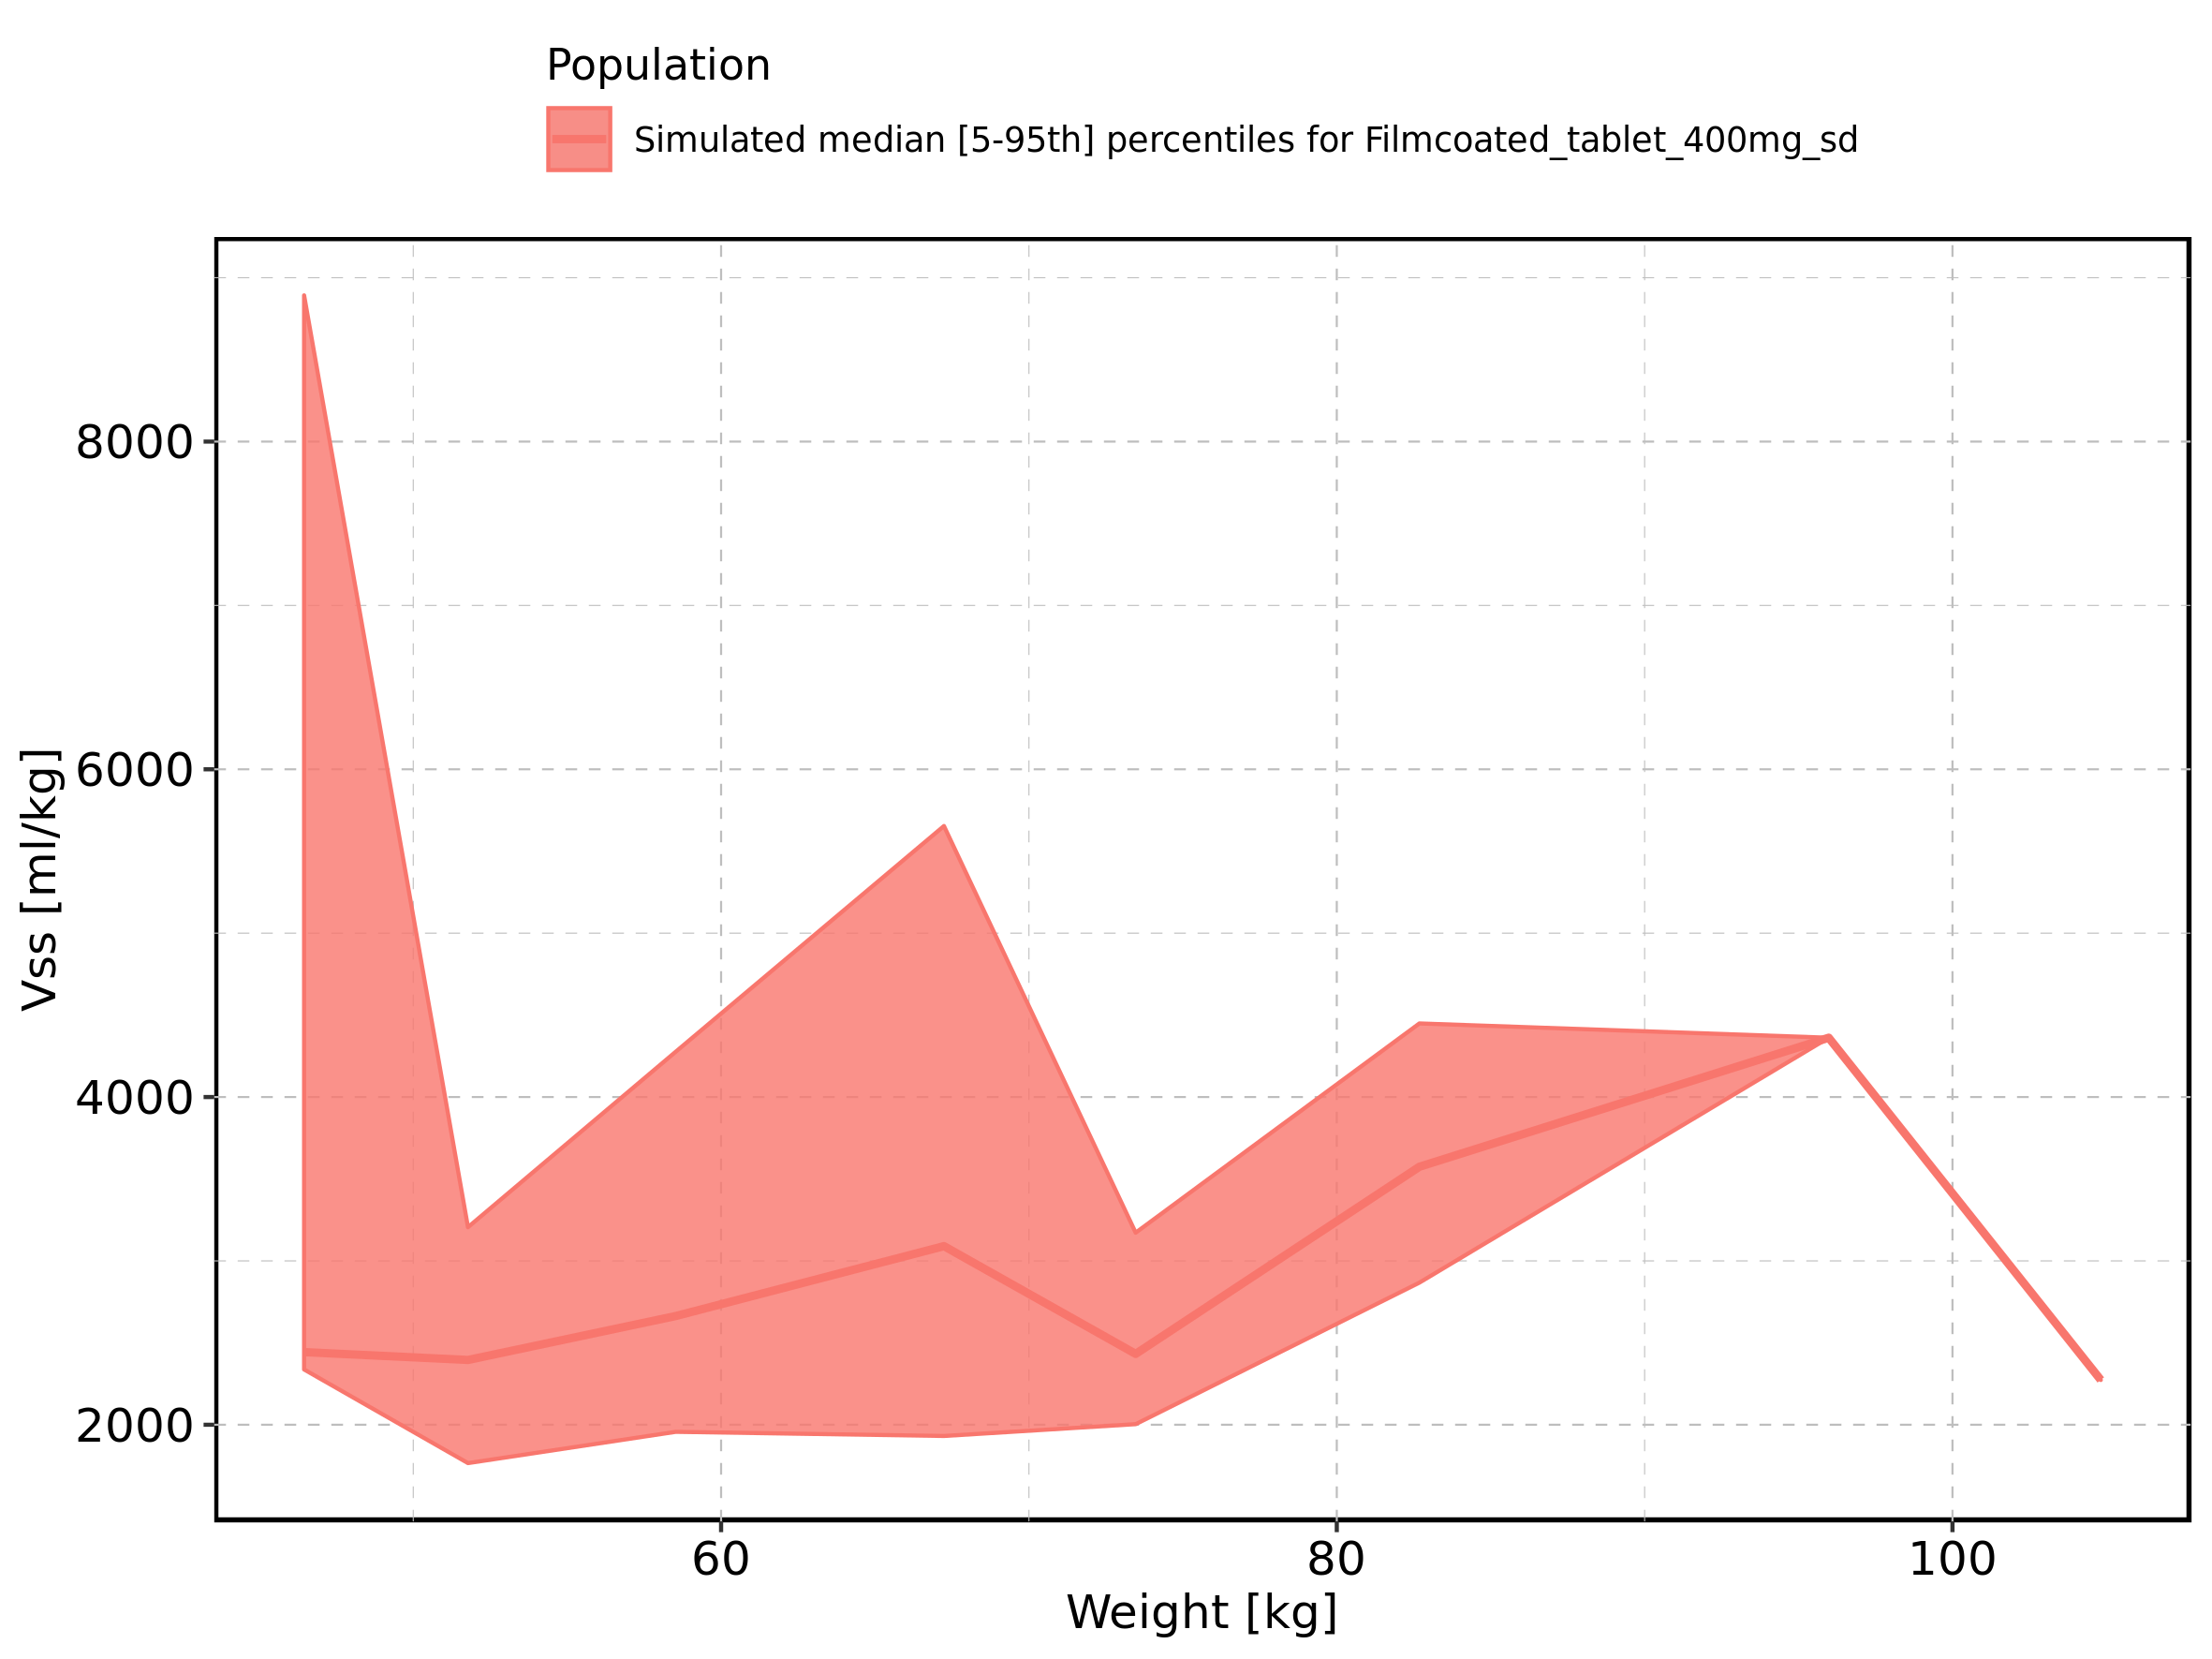 Population
Simulated median [5-95th] percentiles for Filmcoated_tablet_400mg_sd
8000
6000
4000
2000
Vss [ml/kg]
60
80
100
Weight [kg]